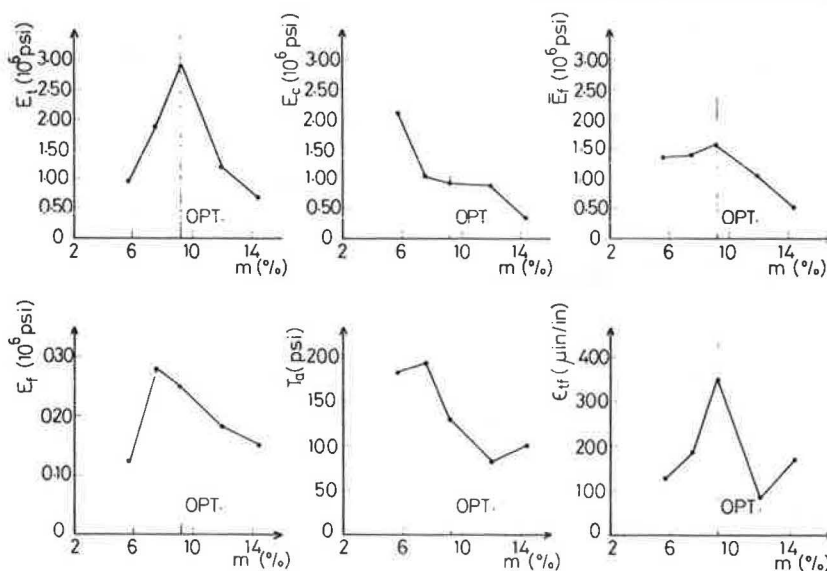 E_t (10^6 psi)
3.00
2.50
2.00
1.50
1.00
0.50
0
2 6 10 14
m (%)
OPT.
E_c (10^6 psi)
3.00
2.50
2.00
1.50
1.00
0.50
0
2 6 10 14
m (%)
OPT
Ē_f (10^6 psi)
3.00
2.50
2.00
1.50
1.00
0.50
0
2 6 10 14
m (%)
OPT.
E_f (10^6 psi)
0.30
0.20
0.10
0
2 6 10 14
m (%)
OPT.
T_a (psi)
200
150
100
50
0
2 6 10 14
m (%)
OPT.
ϵ_tf (μin/in)
400
300
200
100
0
2 6 10 14
m (%)
OPT.